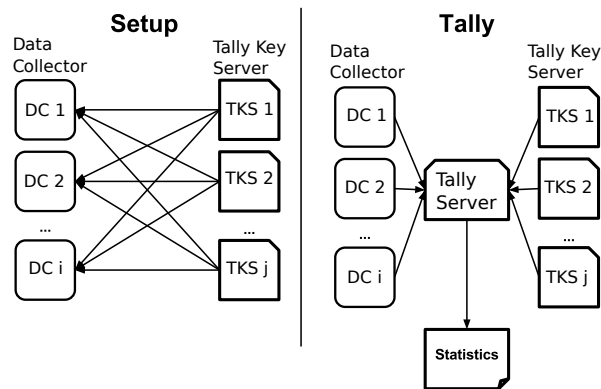 Setup
Data
Collector
Tally Key
Server
DC 1
TKS 1
DC 2
TKS 2
...
...
DC i
TKS j
Tally
Data
Collector
Tally Key
Server
DC 1
TKS 1
DC 2
Tally
Server
TKS 2
...
...
DC i
TKS j
Statistics